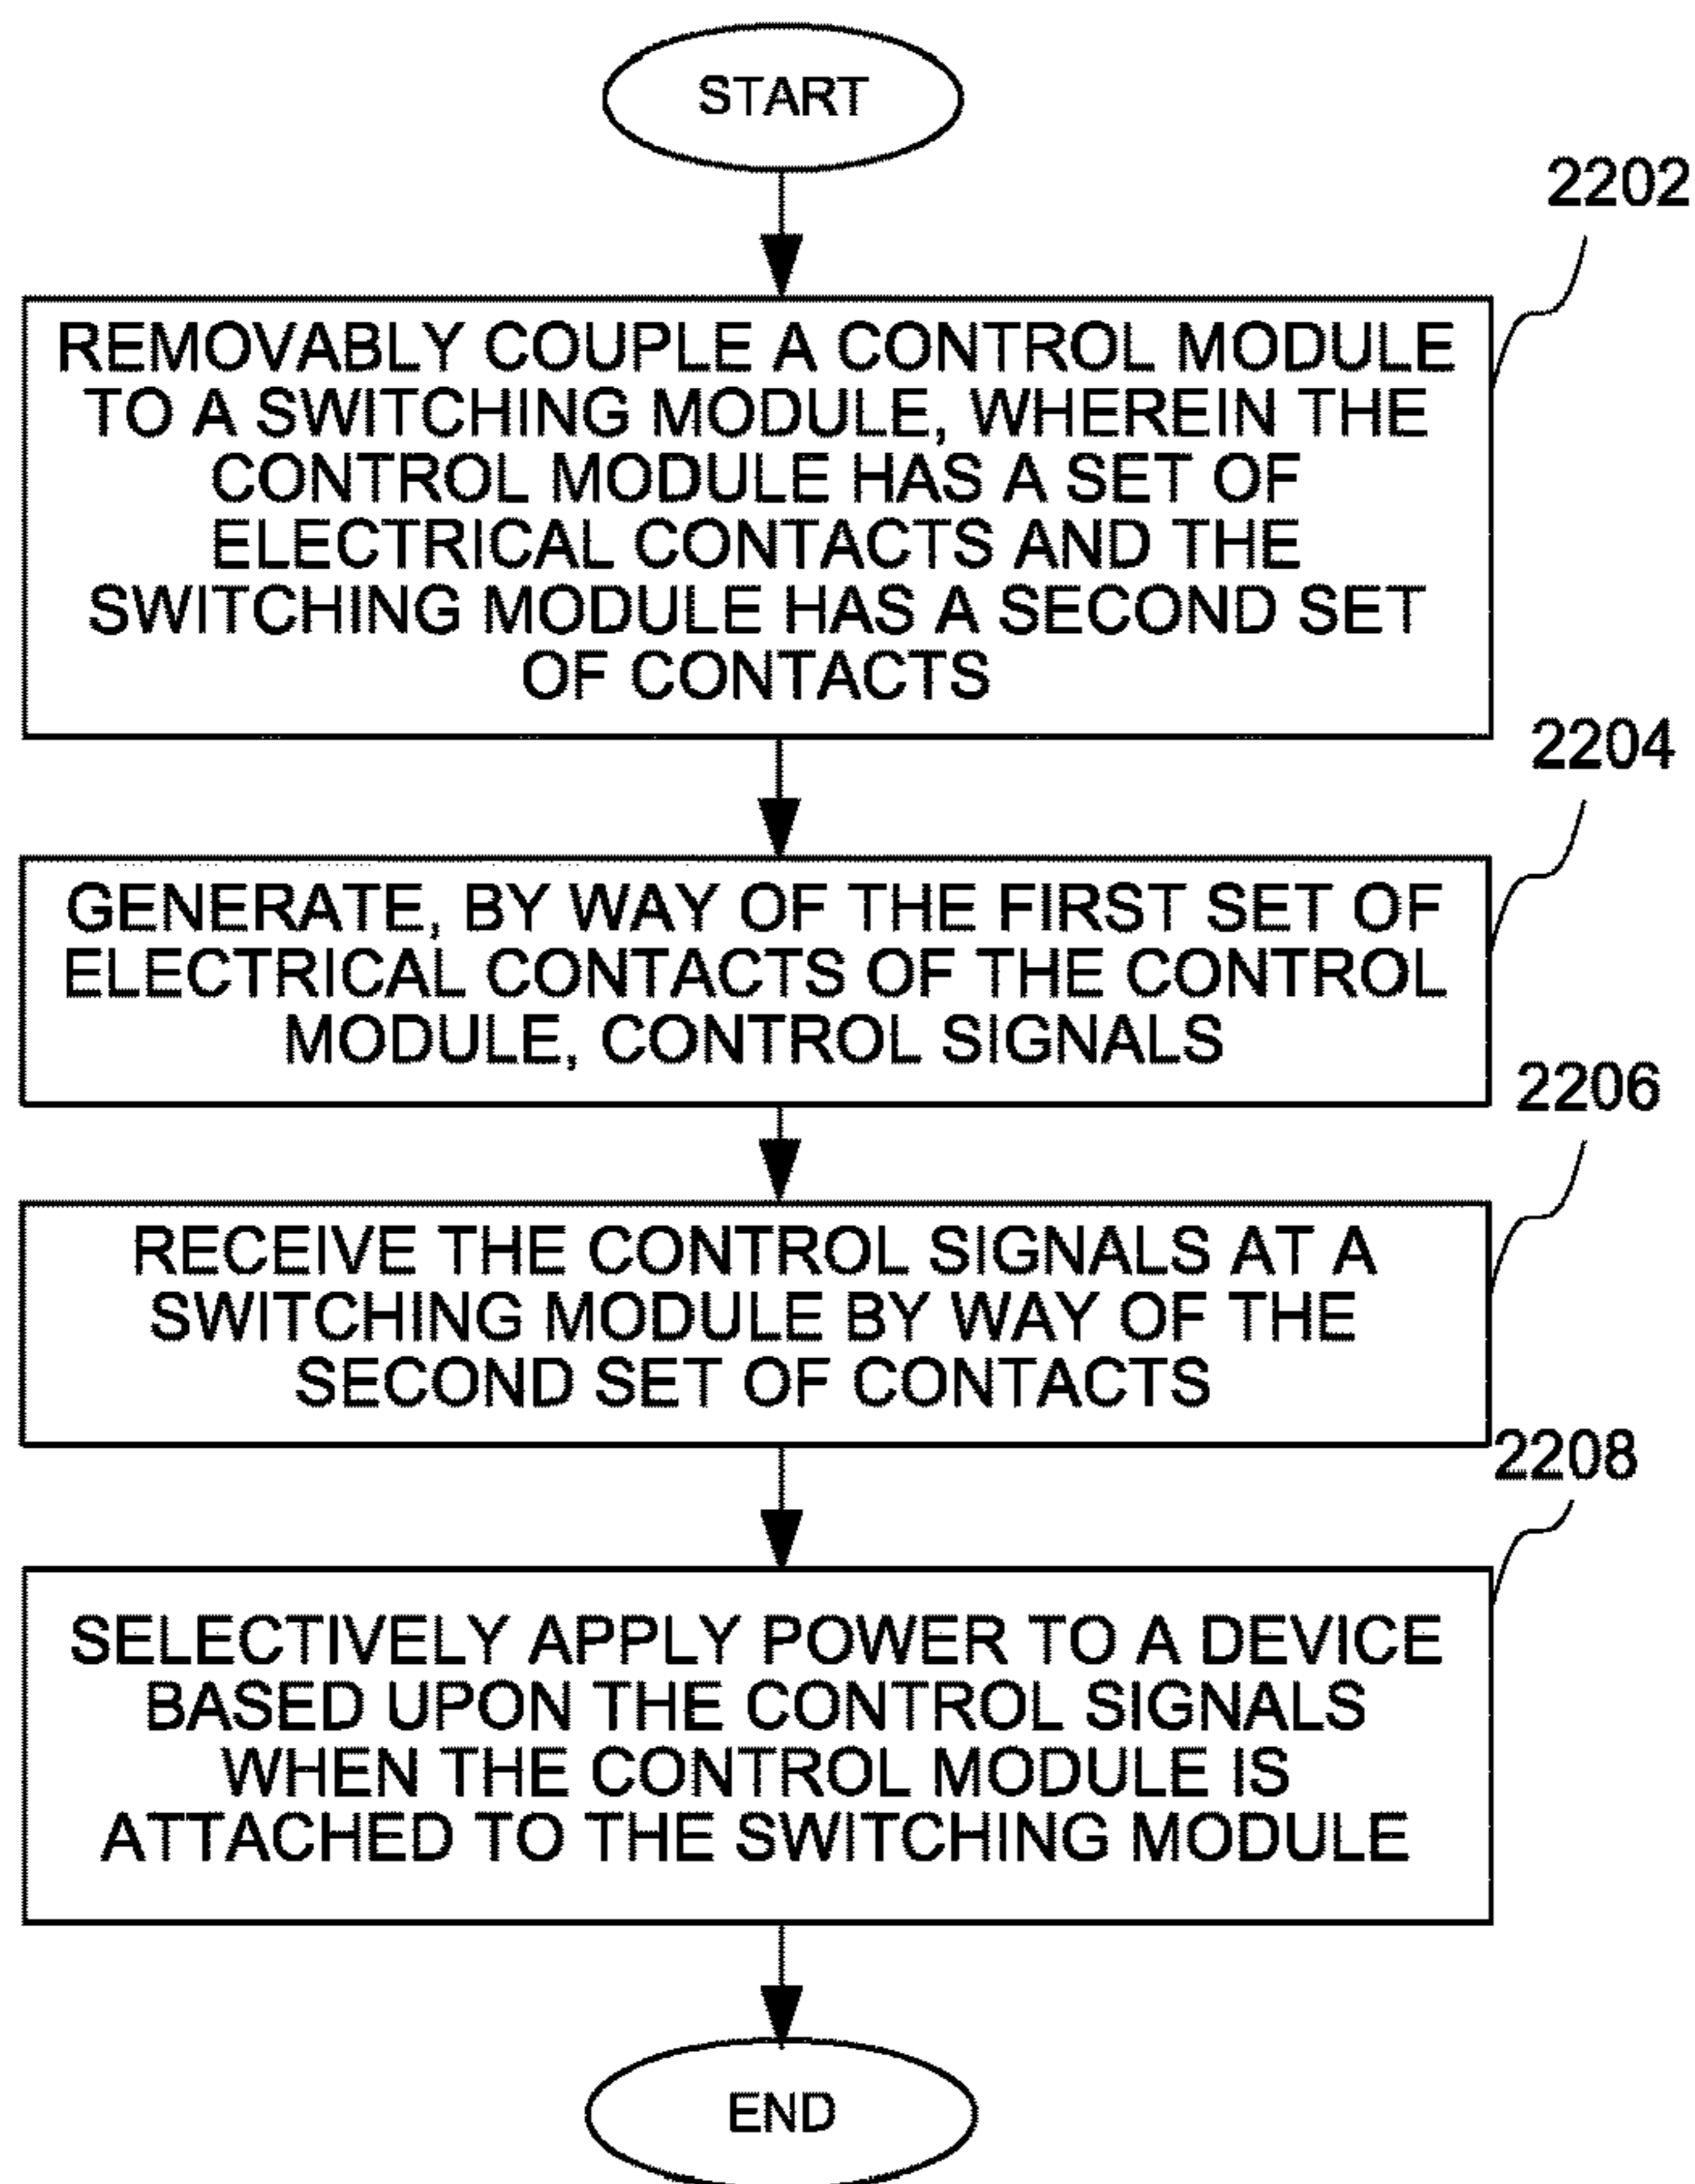 START
2202
REMOVABLY COUPLE A CONTROL MODULE
TO A SWITCHING MODULE, WHEREIN THE
CONTROL MODULE HAS A SET OF
ELECTRICAL CONTACTS AND THE
SWITCHING MODULE HAS A SECOND SET
OF CONTACTS
2204
GENERATE, BY WAY OF THE FIRST SET OF
ELECTRICAL CONTACTS OF THE CONTROL
MODULE, CONTROL SIGNALS
2206
RECEIVE THE CONTROL SIGNALS AT A
SWITCHING MODULE BY WAY OF THE
SECOND SET OF CONTACTS
2208
SELECTIVELY APPLY POWER TO A DEVICE
BASED UPON THE CONTROL SIGNALS
WHEN THE CONTROL MODULE IS
ATTACHED TO THE SWITCHING MODULE
END